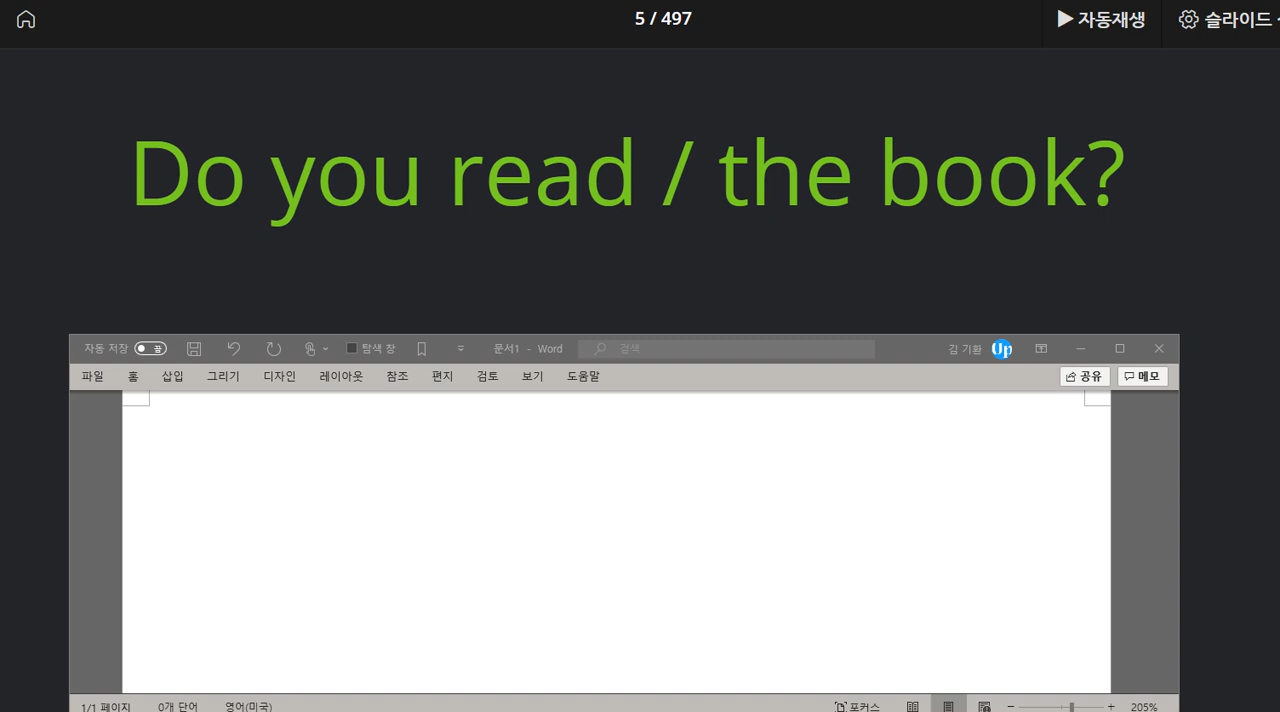 5 / 497
▶ 자동재생
슬라이드
Do you read / the book?
자동 저장 끔
탐색 창
문서1 - Word
검색
김 기환
Up
파일 홈 삽입 그리기 디자인 레이아웃 참조 편지 검토 보기 도움말
공유 메모
1/1 페이지 0개 단어 영어(미국)
포커스
205%